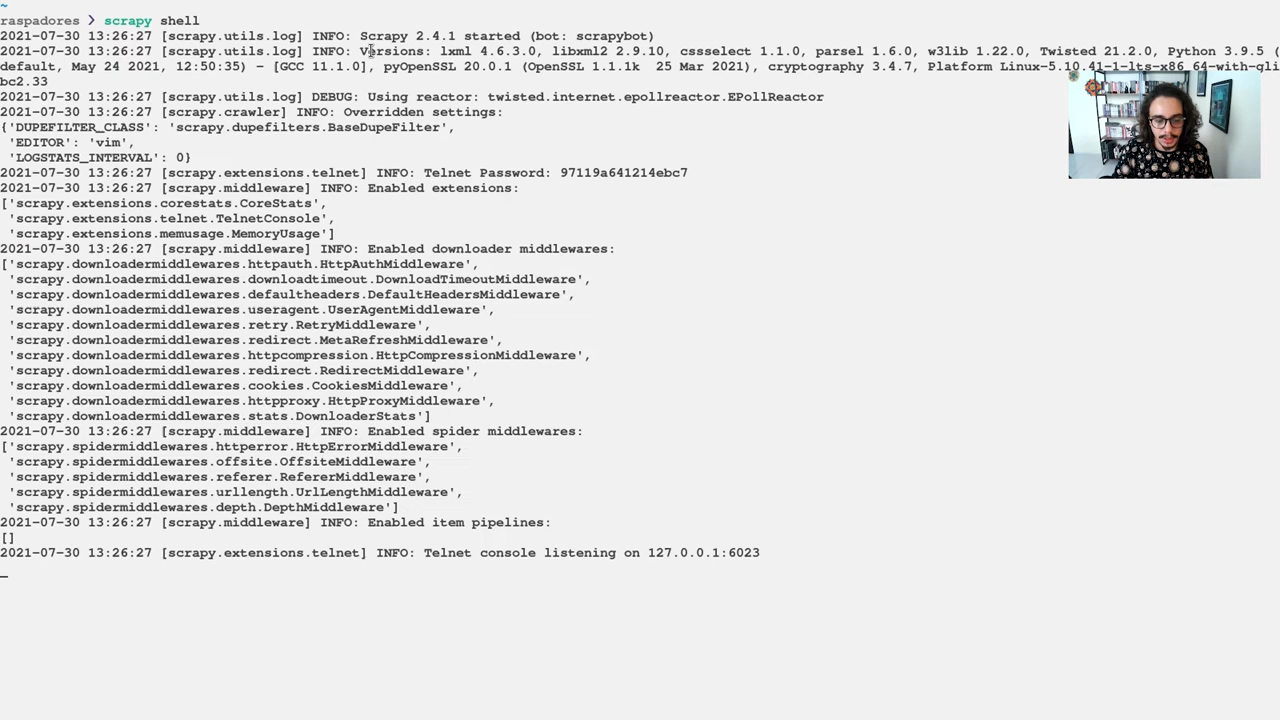 ~
raspadores ❯ scrapy shell
2021-07-30 13:26:27 [scrapy.utils.log] INFO: Scrapy 2.4.1 started (bot: scrapybot)
2021-07-30 13:26:27 [scrapy.utils.log] INFO: Versions: lxml 4.6.3.0, libxml2 2.9.10, cssselect 1.1.0, parsel 1.6.0, w3lib 1.22.0, Twisted 21.2.0, Python 3.9.5 (
default, May 24 2021, 12:50:35) - [GCC 11.1.0], pyOpenSSL 20.0.1 (OpenSSL 1.1.1k  25 Mar 2021), cryptography 3.4.7, Platform Linux-5.10.41-1-lts-x86_64-with-gli
bc2.33
2021-07-30 13:26:27 [scrapy.utils.log] DEBUG: Using reactor: twisted.internet.epollreactor.EPollReactor
2021-07-30 13:26:27 [scrapy.crawler] INFO: Overridden settings:
{'DUPEFILTER_CLASS': 'scrapy.dupefilters.BaseDupeFilter',
 'EDITOR': 'vim',
 'LOGSTATS_INTERVAL': 0}
2021-07-30 13:26:27 [scrapy.extensions.telnet] INFO: Telnet Password: 97119a641214ebc7
2021-07-30 13:26:27 [scrapy.middleware] INFO: Enabled extensions:
['scrapy.extensions.corestats.CoreStats',
 'scrapy.extensions.telnet.TelnetConsole',
 'scrapy.extensions.memusage.MemoryUsage']
2021-07-30 13:26:27 [scrapy.middleware] INFO: Enabled downloader middlewares:
['scrapy.downloadermiddlewares.httpauth.HttpAuthMiddleware',
 'scrapy.downloadermiddlewares.downloadtimeout.DownloadTimeoutMiddleware',
 'scrapy.downloadermiddlewares.defaultheaders.DefaultHeadersMiddleware',
 'scrapy.downloadermiddlewares.useragent.UserAgentMiddleware',
 'scrapy.downloadermiddlewares.retry.RetryMiddleware',
 'scrapy.downloadermiddlewares.redirect.MetaRefreshMiddleware',
 'scrapy.downloadermiddlewares.httpcompression.HttpCompressionMiddleware',
 'scrapy.downloadermiddlewares.redirect.RedirectMiddleware',
 'scrapy.downloadermiddlewares.cookies.CookiesMiddleware',
 'scrapy.downloadermiddlewares.httpproxy.HttpProxyMiddleware',
 'scrapy.downloadermiddlewares.stats.DownloaderStats']
2021-07-30 13:26:27 [scrapy.middleware] INFO: Enabled spider middlewares:
['scrapy.spidermiddlewares.httperror.HttpErrorMiddleware',
 'scrapy.spidermiddlewares.offsite.OffsiteMiddleware',
 'scrapy.spidermiddlewares.referer.RefererMiddleware',
 'scrapy.spidermiddlewares.urllength.UrlLengthMiddleware',
 'scrapy.spidermiddlewares.depth.DepthMiddleware']
2021-07-30 13:26:27 [scrapy.middleware] INFO: Enabled item pipelines:
[]
2021-07-30 13:26:27 [scrapy.extensions.telnet] INFO: Telnet console listening on 127.0.0.1:6023